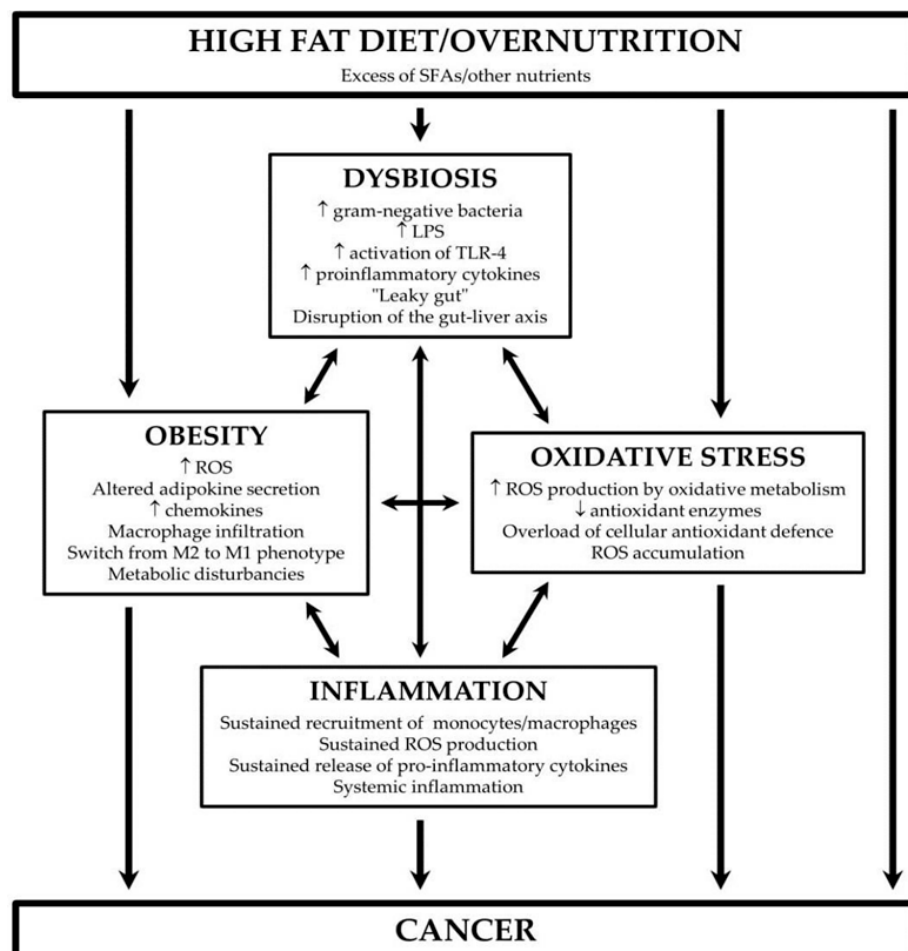 HIGH FAT DIET/OVERNUTRITION
Excess of SFAs/other nutrients
DYSBIOSIS
↑ gram-negative bacteria
↑ LPS
↑ activation of TLR-4
↑ proinflammatory cytokines
"Leaky gut"
Disruption of the gut-liver axis
OBESITY
↑ ROS
Altered adipokine secretion
↑ chemokines
Macrophage infiltration
Switch from M2 to M1 phenotype
Metabolic disturbancies
OXIDATIVE STRESS
↑ ROS production by oxidative metabolism
↓ antioxidant enzymes
Overload of cellular antioxidant defence
ROS accumulation
INFLAMMATION
Sustained recruitment of monocytes/macrophages
Sustained ROS production
Sustained release of pro-inflammatory cytokines
Systemic inflammation
CANCER